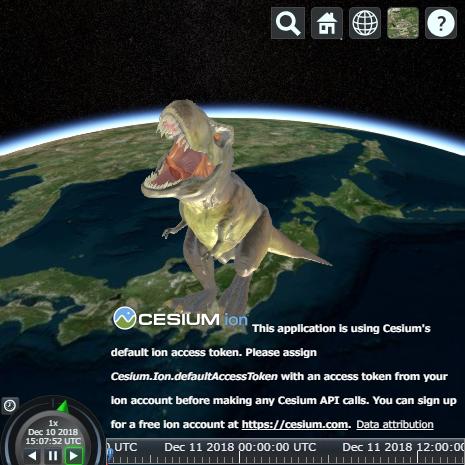 CESIUM ion This application is using Cesium's
default ion access token. Please assign
Cesium.Ion.defaultAccessToken with an access token from your
ion account before making any Cesium API calls. You can sign up
for a free ion account at https://cesium.com. Data attribution
1x
Dec 10 2018
15:07:52 UTC
UTC Dec 11 2018 00:00:00 UTC Dec 11 2018 12:00:00